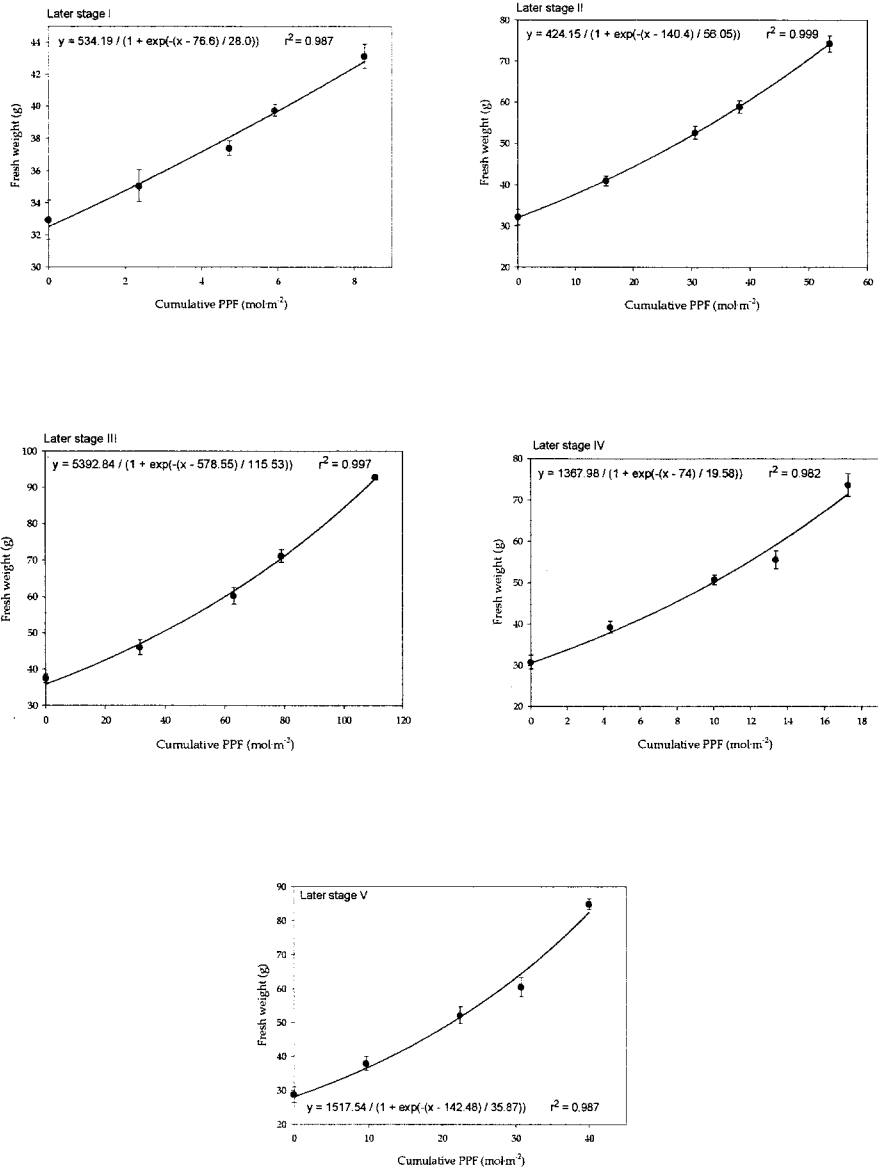 Later stage I
y = 534.19 / (1 + exp(-(x - 76.6) / 28.0)) r² = 0.987
44
42
40
38
36
34
32
30
Fresh weight (g)
0 2 4 6 8
Cumulative PPF (mol·m⁻²)
Later stage II
y = 424.15 / (1 + exp(-(x - 140.4) / 56.05)) r² = 0.999
80
70
60
50
40
30
20
Fresh weight (g)
0 10 20 30 40 50 60
Cumulative PPF (mol·m⁻²)
Later stage III
y = 5392.84 / (1 + exp(-(x - 578.55) / 115.53)) r² = 0.997
100
90
80
70
60
50
40
30
Fresh weight (g)
0 20 40 60 80 100 120
Cumulative PPF (mol·m⁻²)
Later stage IV
y = 1367.98 / (1 + exp(-(x - 74) / 19.58)) r² = 0.982
80
70
60
50
40
30
20
Fresh weight (g)
0 2 4 6 8 10 12 14 16 18
Cumulative PPF (mol·m⁻²)
Later stage V
90
80
70
60
50
40
30
20
Fresh weight (g)
y = 1517.54 / (1 + exp(-(x - 142.48) / 35.87)) r² = 0.987
0 10 20 30 40
Cumulative PPF (mol·m⁻²)